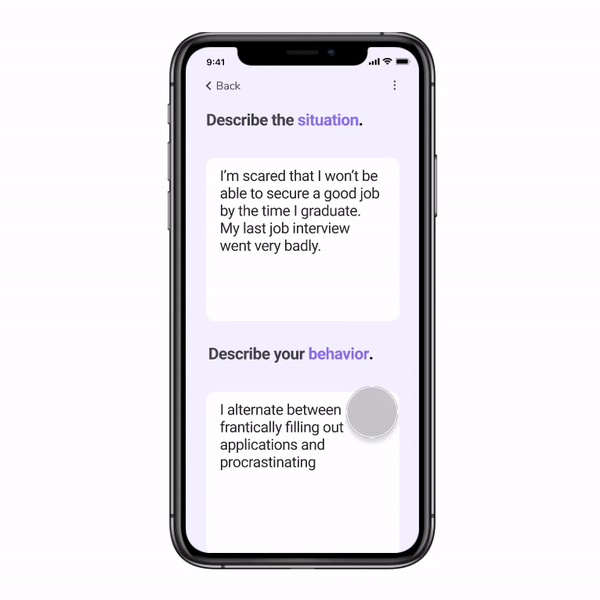 9:41
Back
Describe the situation.
I’m scared that I won’t be
able to secure a good job
by the time I graduate.
My last job interview
went very badly.
Describe your behavior.
I alternate between
frantically filling out
applications and
procrastinating